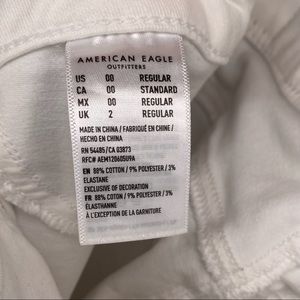 AMERICAN EAGLE
OUTFITTERS
US 00 REGULAR
CA 00 STANDARD
MX 00 REGULAR
UK 2 REGULAR
MADE IN CHINA / FABRIQUÉ EN CHINE /
HECHO EN CHINA
RN 54485/CA 03873
RFC# AEM120605U9A
EN 88% COTTON / 9% POLYESTER / 3%
ELASTANE
EXCLUSIVE OF DECORATION
FR 88% COTON / 9% POLYESTER / 3%
ÉLASTHANNE
À L'EXCEPTION DE LA GARNITURE